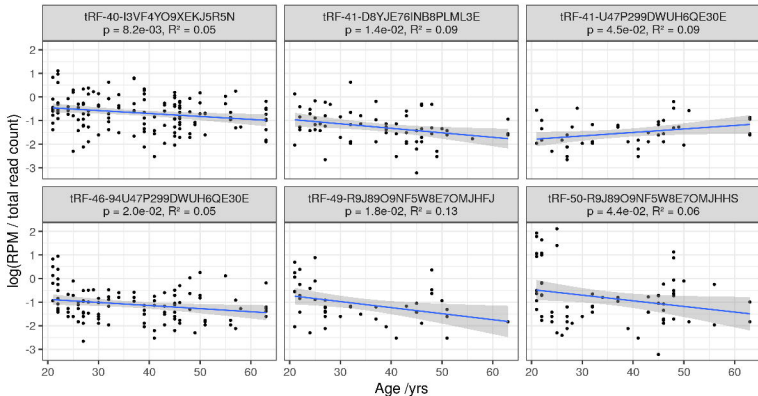 tRF-40-I3VF4YO9XEKJ5R5N
p = 8.2e-03, R² = 0.05
tRF-41-D8YJE76INB8PLML3E
p = 1.4e-02, R² = 0.09
tRF-41-U47P299DWUH6QE30E
p = 4.5e-02, R² = 0.09
2
1
0
-1
-2
-3
tRF-46-94U47P299DWUH6QE30E
p = 2.0e-02, R² = 0.05
tRF-49-R9J89O9NF5W8E7OMJHFJ
p = 1.8e-02, R² = 0.13
tRF-50-R9J89O9NF5W8E7OMJHHS
p = 4.4e-02, R² = 0.06
2
1
0
-1
-2
-3
log(RPM / total read count)
20 30 40 50 60
20 30 40 50 60
20 30 40 50 60
Age /yrs